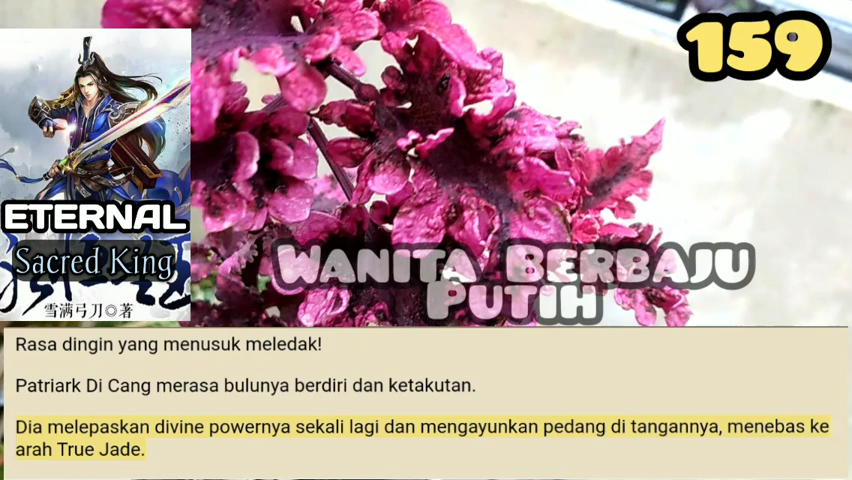 159
ETERNAL
Sacred King
雪满弓刀◎著
Wanita Berbaju
Putih
Rasa dingin yang menusuk meledak!
Patriark Di Cang merasa bulunya berdiri dan ketakutan.
Dia melepaskan divine powernya sekali lagi dan mengayunkan pedang di tangannya, menebas ke
arah True Jade.